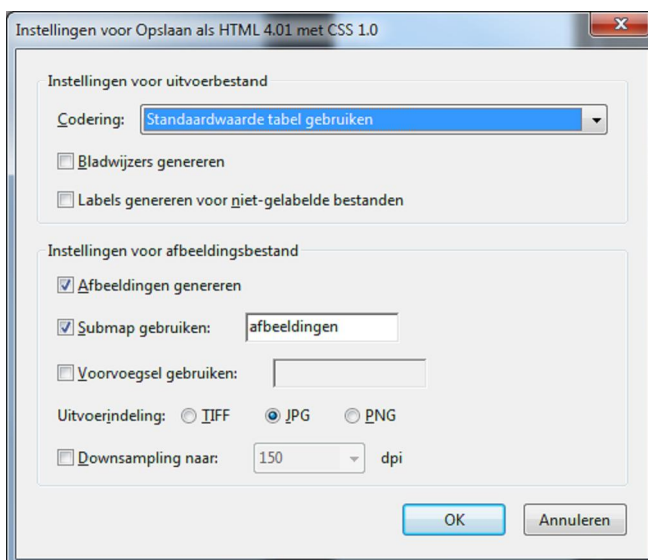 Instellingen voor Opslaan als HTML 4.01 met CSS 1.0
Instellingen voor uitvoerbestand
Codering: Standaardwaarde tabel gebruiken
Bladwijzers genereren
Labels genereren voor niet-gelabelde bestanden
Instellingen voor afbeeldingsbestand
Afbeeldingen genereren
Submap gebruiken: afbeeldingen
Voorvoegsel gebruiken:
Uitvoerindeling: TIFF JPG PNG
Downsampling naar: 150 dpi
OK Annuleren